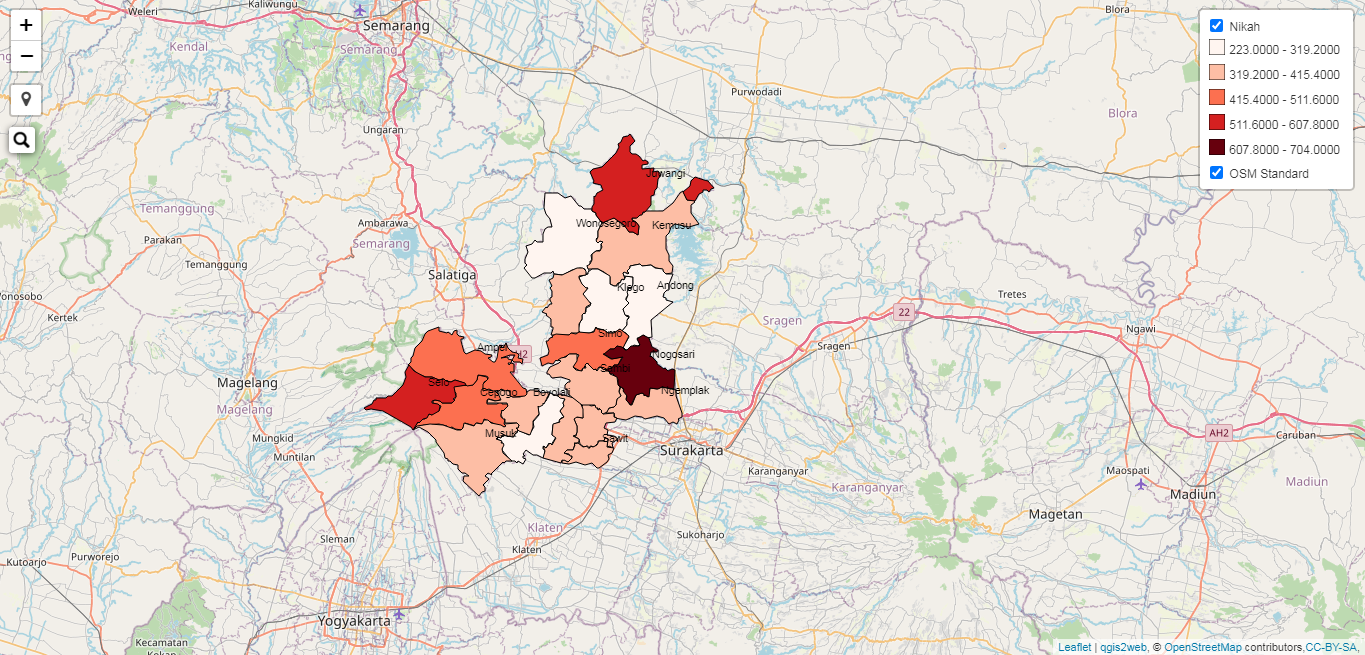 +
−
Nikah
223.0000 - 319.2000
319.2000 - 415.4000
415.4000 - 511.6000
511.6000 - 607.8000
607.8000 - 704.0000
OSM Standard
Weleri
Kaliwungu
Blora
Semarang
Kendal
Semarang
Purwodadi
Blora
Ungaran
Juwangi
Temanggung
Ambarawa
Wonosegoro
Kemusu
Parakan
Semarang
Temanggung
Salatiga
Klego
Andong
Tretes
Wonosobo
Kertek
Sragen
22
Ngawi
Simo
Sragen
Ampel
Nogosari
Sambi
Magelang
Selo
Cepogo
Boyolali
Ngemplak
Magelang
Musuk
Sawit
AH2
Caruban
Mungkid
Muntilan
Surakarta
Karanganyar
Maospati
Karanganyar
Madiun
Madiun
Magetan
Klaten
Sukoharjo
Sleman
Klaten
Kutoarjo
Purworejo
Yogyakarta
Kecamatan
Kokap
Leaflet | qgis2web, © OpenStreetMap contributors,CC-BY-SA,